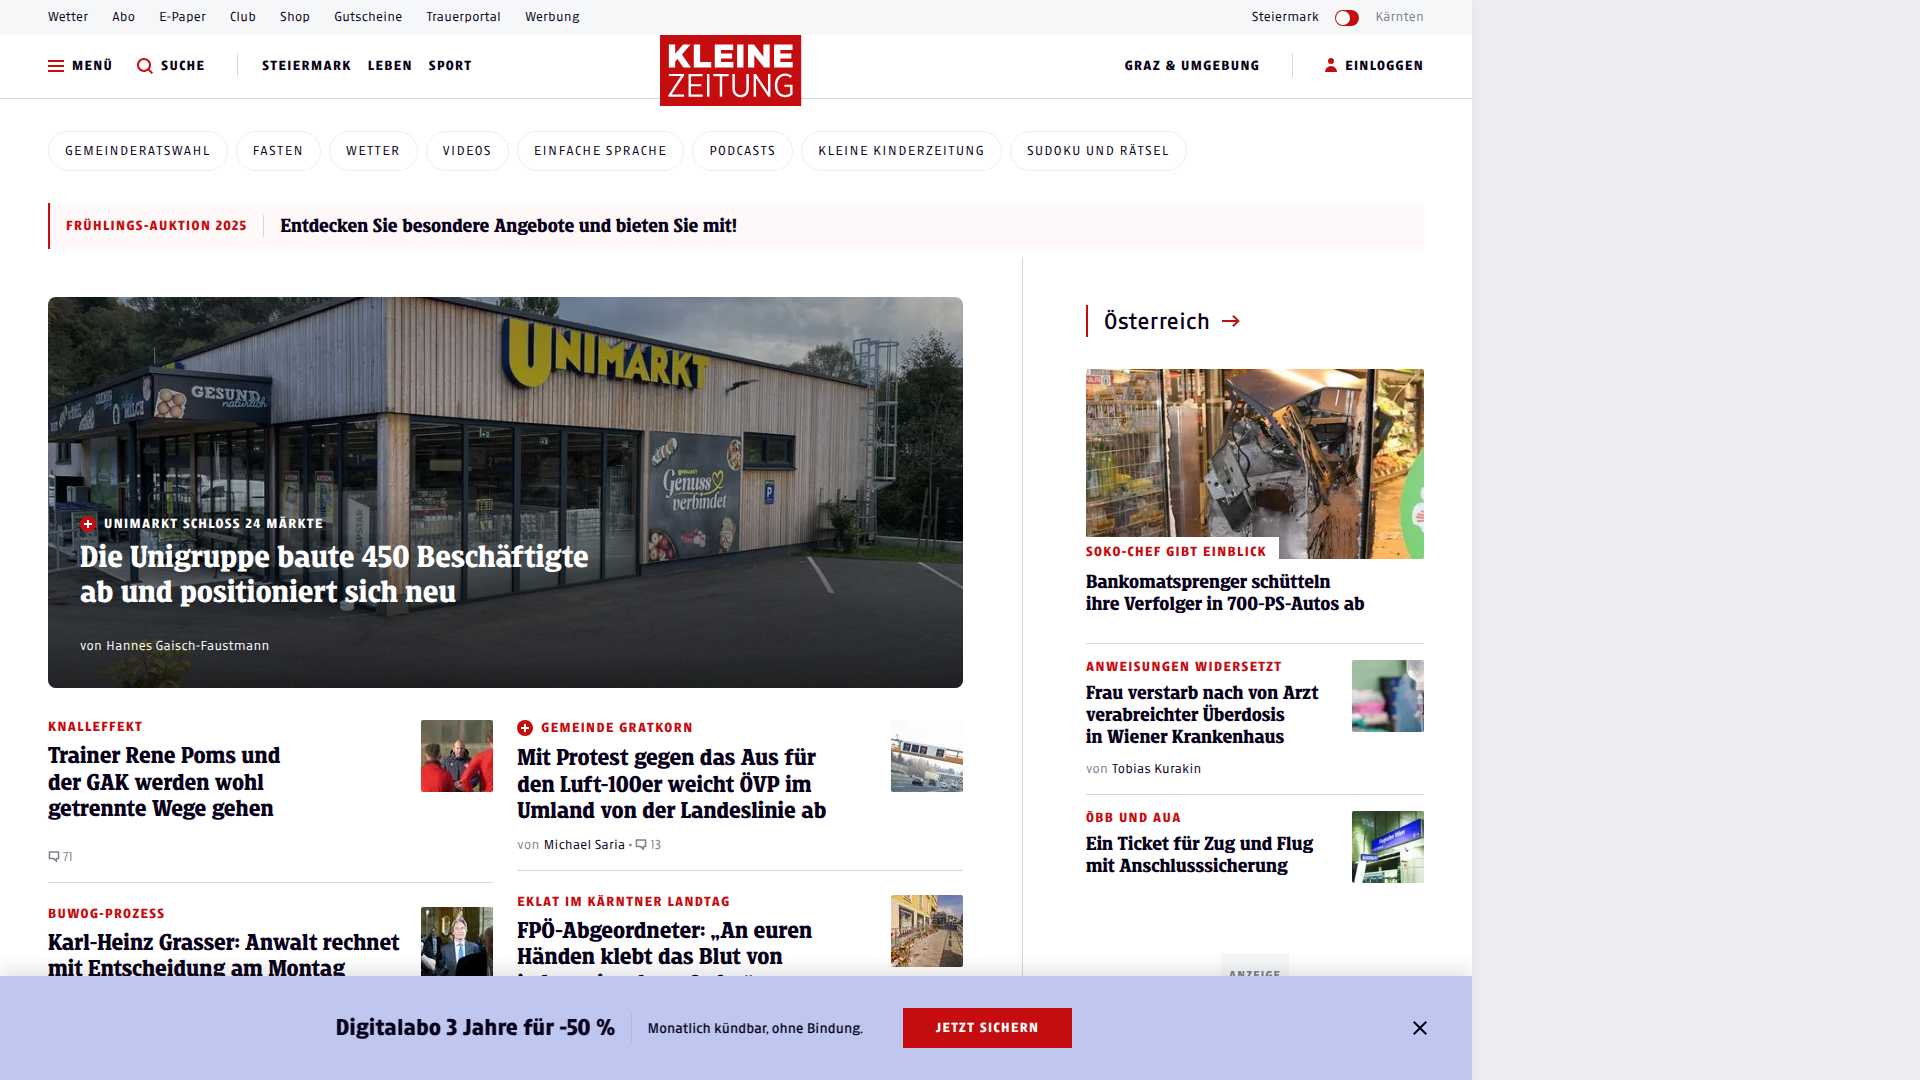 Wetter Abo E-Paper Club Shop Gutscheine Trauerportal Werbung Steiermark Kärnten
MENÜ SUCHE STEIERMARK LEBEN SPORT KLEINE ZEITUNG GRAZ & UMGEBUNG EINLOGGEN
GEMEINDERATSWAHL FASTEN WETTER VIDEOS EINFACHE SPRACHE PODCASTS KLEINE KINDERZEITUNG SUDOKU UND RÄTSEL
FRÜHLINGS-AUKTION 2025 Entdecken Sie besondere Angebote und bieten Sie mit!
UNIMARKT
GESUND
natürlich
MILCH
UNIMARKT
Genuss
verbindet
P
UNIMARKT SCHLOSS 24 MÄRKTE
Die Unigruppe baute 450 Beschäftigte
ab und positioniert sich neu
von Hannes Gaisch-Faustmann
KNALLEFFEKT
Trainer Rene Poms und
der GAK werden wohl
getrennte Wege gehen
71
BUWOG-PROZESS
Karl-Heinz Grasser: Anwalt rechnet
mit Entscheidung am Montag
GEMEINDE GRATKORN
Mit Protest gegen das Aus für
den Luft-100er weicht ÖVP im
Umland von der Landeslinie ab
von Michael Saria • 13
EKLAT IM KÄRNTNER LANDTAG
FPÖ-Abgeordneter: „An euren
Händen klebt das Blut von
Österreich
SOKO-CHEF GIBT EINBLICK
Bankomatsprenger schütteln
ihre Verfolger in 700-PS-Autos ab
ANWEISUNGEN WIDERSETZT
Frau verstarb nach von Arzt
verabreichter Überdosis
in Wiener Krankenhaus
von Tobias Kurakin
ÖBB UND AUA
Ein Ticket für Zug und Flug
mit Anschlusssicherung
ANZEIGE
Digitalabo 3 Jahre für -50 % Monatlich kündbar, ohne Bindung. JETZT SICHERN